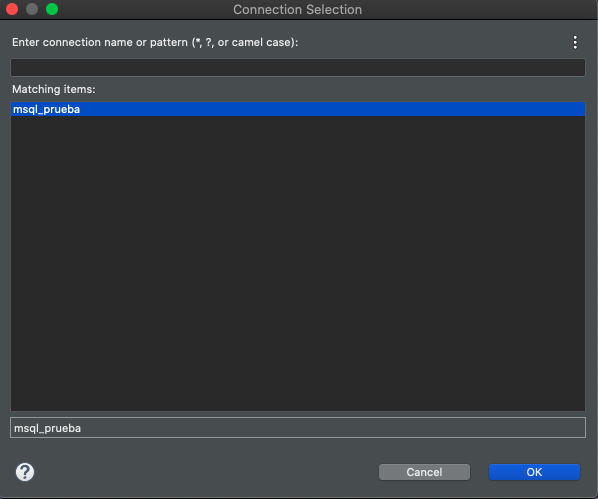 Connection Selection
Enter connection name or pattern (*, ?, or camel case):
Matching items:
msql_prueba
msql_prueba
?
Cancel
OK